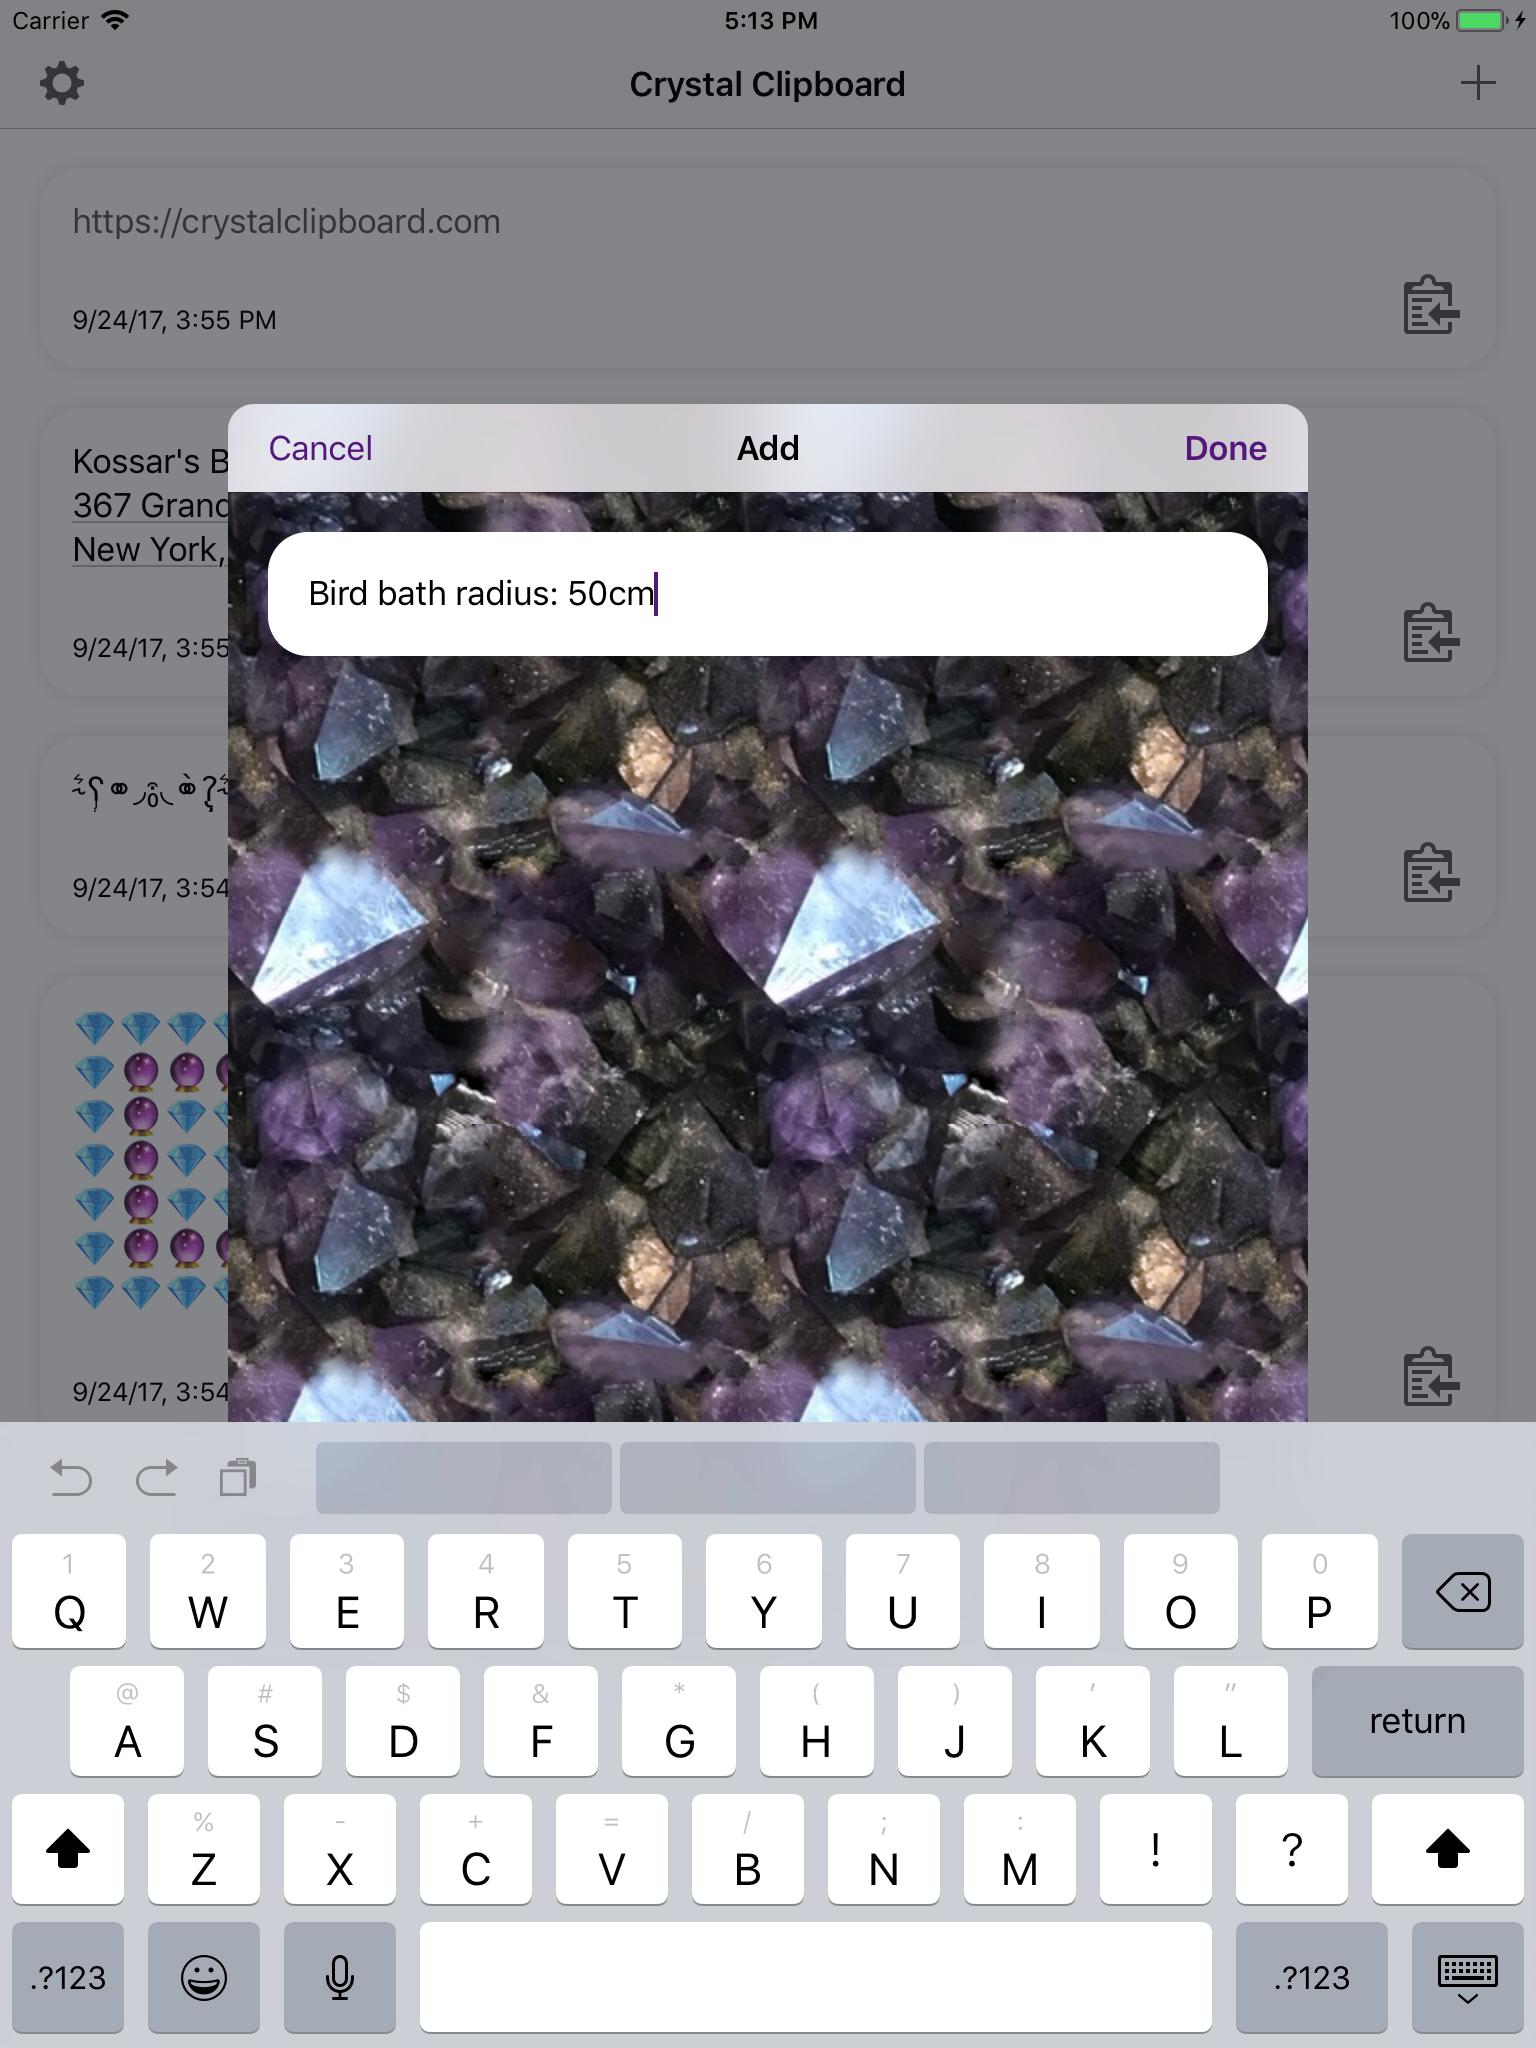 Carrier 5:13 PM 100%
Crystal Clipboard
https://crystalclipboard.com
9/24/17, 3:55 PM
Cancel Add Done
Bird bath radius: 50cm
Kossar's B
367 Grand
New York,
9/24/17, 3:55
9/24/17, 3:54
9/24/17, 3:54
1 2 3 4 5 6 7 8 9 0
Q W E R T Y U I O P
@ # $ & * ( ) ' "
A S D F G H J K L return
% - + = / ; :
Z X C V B N M ! ?
.?123 .?123